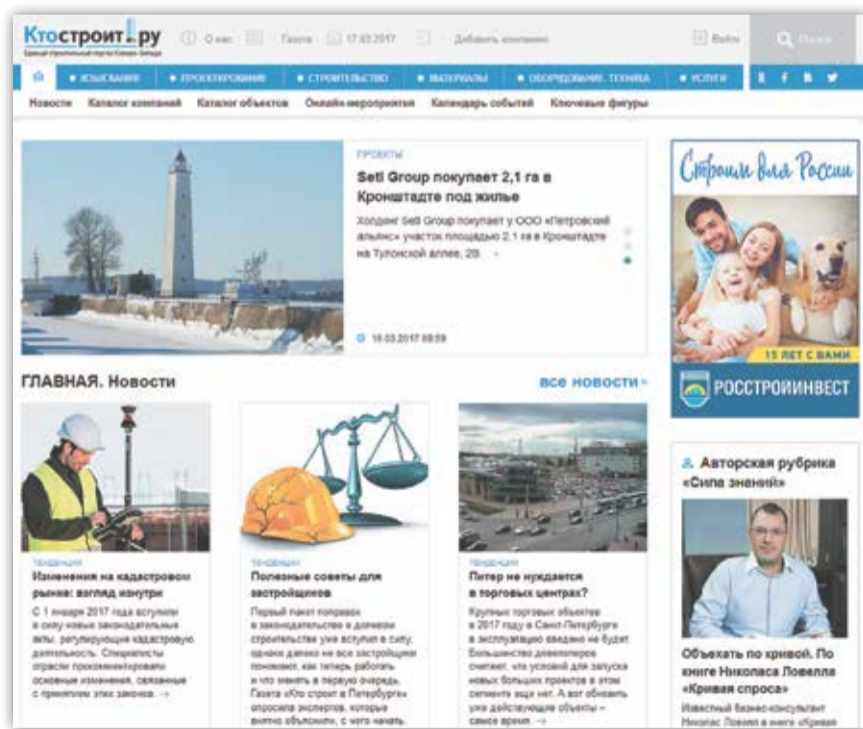 Ктостроит.ру
Единый строительный портал Северо-Запада
О нас
Газета
17.03.2017
Добавить компанию
Войти
Поиск
ИЗЫСКАНИЯ
ПРОЕКТИРОВАНИЕ
СТРОИТЕЛЬСТВО
МАТЕРИАЛЫ
ОБОРУДОВАНИЕ. ТЕХНИКА
УСЛУГИ
Новости Каталог компаний Каталог объектов Онлайн-мероприятия Календарь событий Ключевые фигуры
ПРОЕКТЫ
Setl Group покупает 2,1 га в
Кронштадте под жилье
Холдинг Setl Group покупает у ООО «Петровский
альянс» участок площадью 2,1 га в Кронштадте
на Тулонской аллее, 2В.
16.03.2017 09:59
Строим для России
15 ЛЕТ С ВАМИ
РОССТРОЙИНВЕСТ
ГЛАВНАЯ. Новости
все новости
ТЕНДЕНЦИИ
Изменения на кадастровом
рынке: взгляд изнутри
С 1 января 2017 года вступили
в силу новые законодательные
акты, регулирующие кадастровую
деятельность. Специалисты
отрасли прокомментировали
основные изменения, связанные
с принятием этих законов. →
ТЕНДЕНЦИИ
Полезные советы для
застройщиков
Первый пакет поправок
в законодательство о долевом
строительстве уже вступил в силу,
однако далеко не все застройщики
понимают, как теперь работать
и что менять в первую очередь.
Газета «Кто строит в Петербурге»
опросила экспертов, которые
внятно объяснили, с чего начать.
ТЕНДЕНЦИИ
Питер не нуждается
в торговых центрах?
Крупных торговых объектов
в 2017 году в Санкт-Петербурге
в эксплуатацию введено не будет.
Большинство девелоперов
считают, что условий для запуска
новых больших проектов в этом
сегменте еще нет. А вот обновить
уже действующие объекты –
самое время. →
Авторская рубрика
«Сила знаний»
Объехать по кривой. По
книге Николаса Ловелла
«Кривая спроса»
Известный бизнес-консультант
Николас Ловелл в книге «Кривая